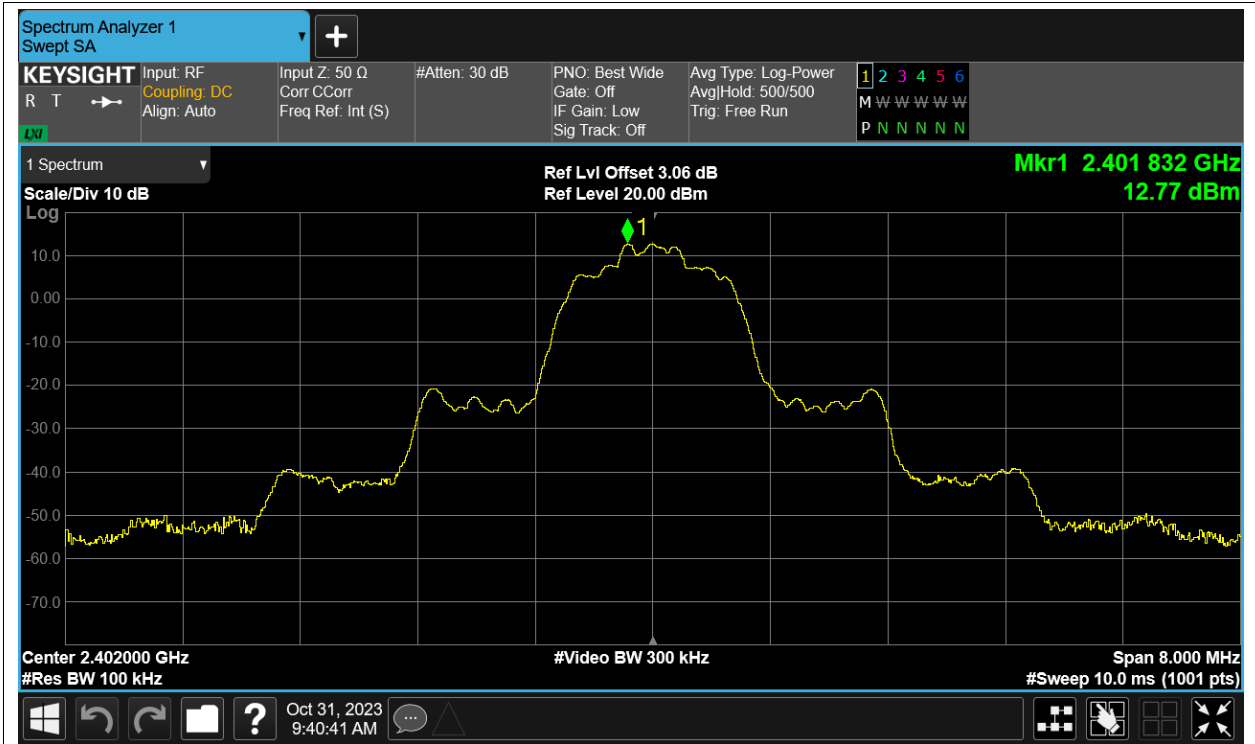 Spectrum Analyzer 1
Swept SA
KEYSIGHT
R T
LXI
Input: RF
Coupling: DC
Align: Auto
Input Z: 50 Ω
Corr CCorr
Freq Ref: Int (S)
#Atten: 30 dB
PNO: Best Wide
Gate: Off
IF Gain: Low
Sig Track: Off
Avg Type: Log-Power
Avg|Hold: 500/500
Trig: Free Run
1 2 3 4 5 6
M W W W W W W
P N N N N N N
1 Spectrum
Scale/Div 10 dB
Log
Ref Lvl Offset 3.06 dB
Ref Level 20.00 dBm
Mkr1 2.401 832 GHz
12.77 dBm
1
10.0
0.00
-10.0
-20.0
-30.0
-40.0
-50.0
-60.0
-70.0
Center 2.402000 GHz
#Video BW 300 kHz
Span 8.000 MHz
#Res BW 100 kHz
#Sweep 10.0 ms (1001 pts)
?
Oct 31, 2023
9:40:41 AM